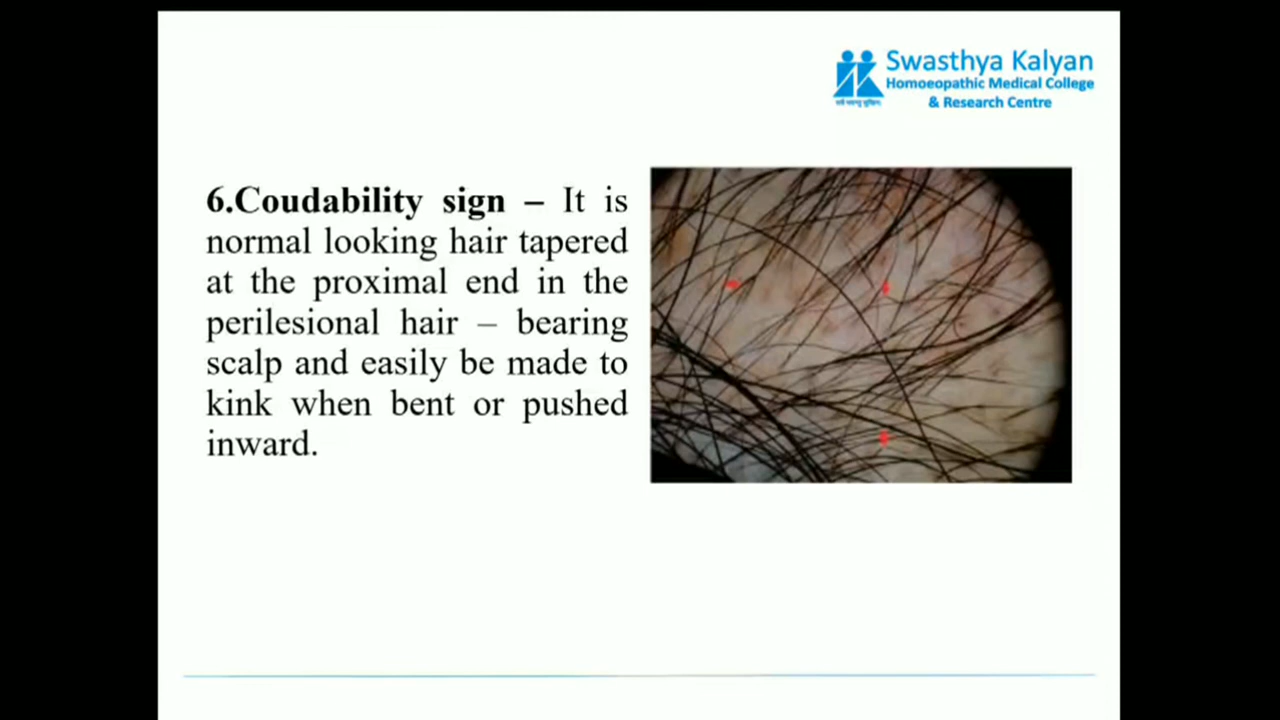 Swasthya Kalyan
Homoeopathic Medical College
& Research Centre
6.Coudability sign – It is
normal looking hair tapered
at the proximal end in the
perilesional hair – bearing
scalp and easily be made to
kink when bent or pushed
inward.